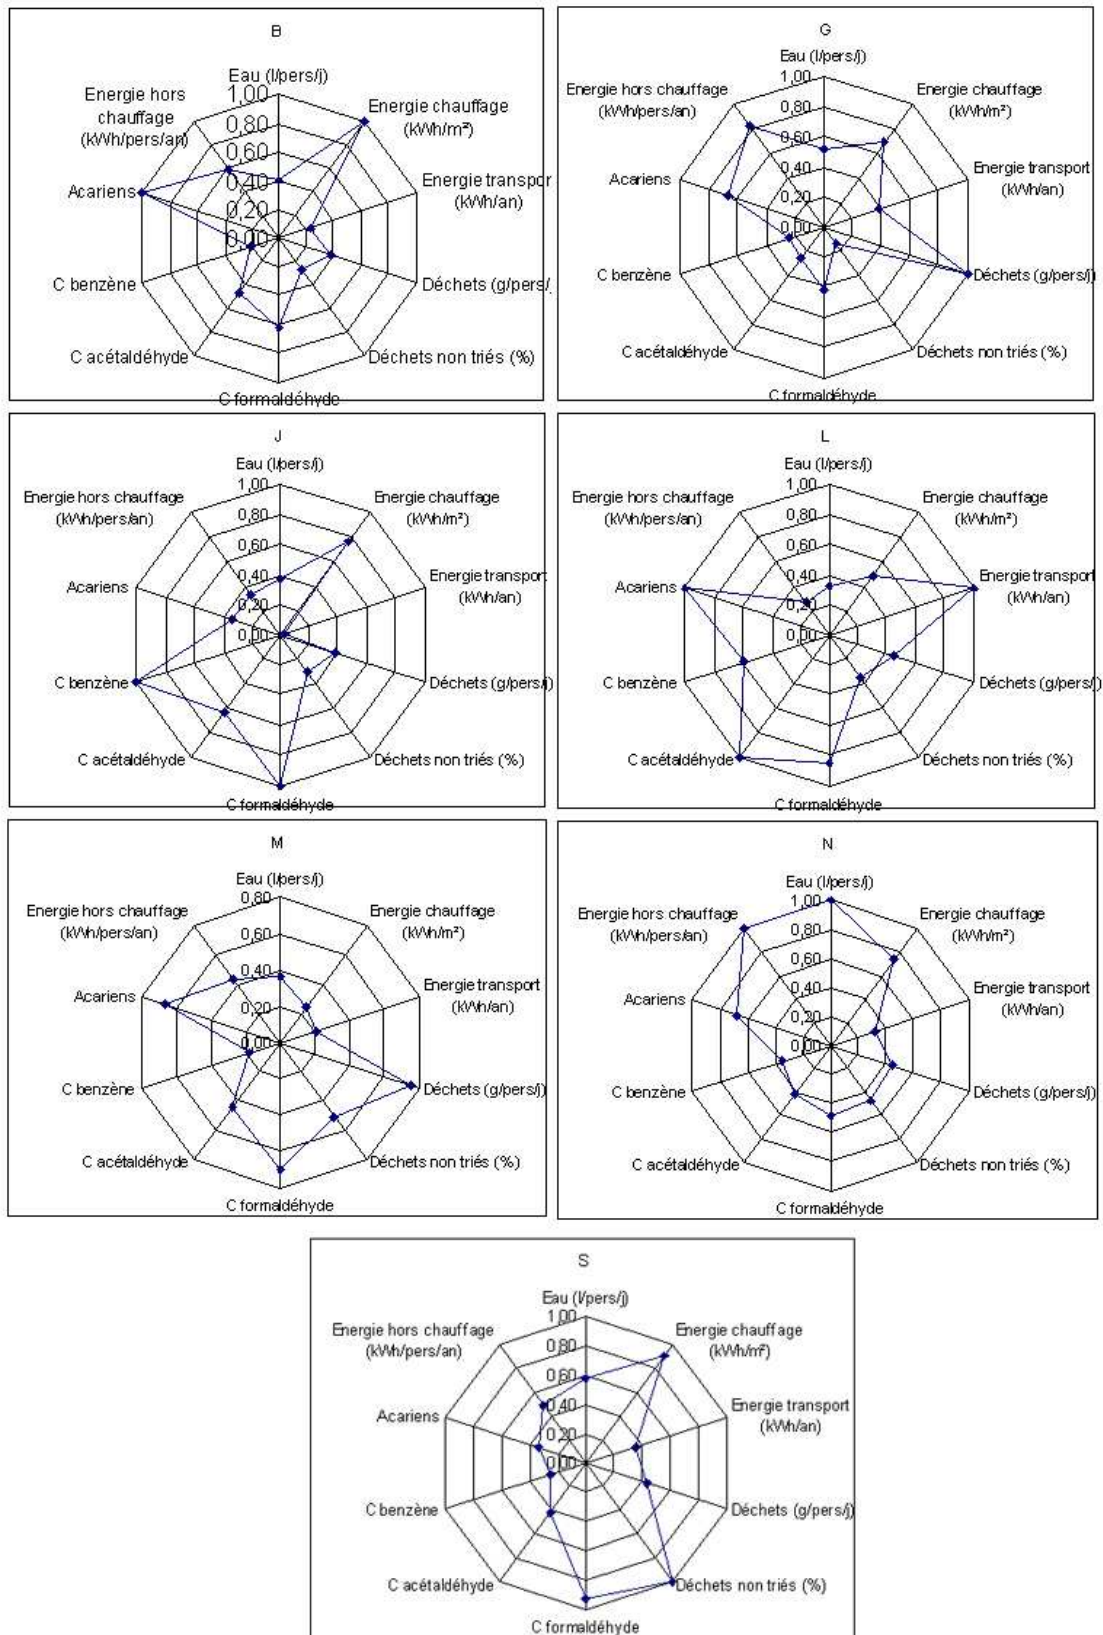 B
Eau (l/pers/j)
1,00
0,80
0,60
0,40
0,20
0,00
Energie chauffage
(kWh/m²)
Energie transpor
(kWh/an)
Déchets (g/pers/
Déchets non triés (%)
C formaldéhyde
C acétaldéhyde
C benzène
Acariens
Energie hors
chauffage
(kWh/pers/an)
G
Eau (l/pers/j)
1,00
0,80
0,60
0,40
0,20
0,00
Energie chauffage
(kWh/m²)
Energie transport
(kWh/an)
Déchets (g/pers/j)
Déchets non triés (%)
C formaldéhyde
C acétaldéhyde
C benzène
Acariens
Energie hors chauffage
(kWh/pers/an)
J
Eau (l/pers/j)
1,00
0,80
0,60
0,40
0,20
0,00
Energie chauffage
(kWh/m²)
Energie transport
(kWh/an)
Déchets (g/pers/j)
Déchets non triés (%)
C formaldéhyde
C acétaldéhyde
C benzène
Acariens
Energie hors chauffage
(kWh/pers/an)
L
Eau (l/pers/j)
1,00
0,80
0,60
0,40
0,20
0,00
Energie chauffage
(kWh/m²)
Energie transport
(kWh/an)
Déchets (g/pers/j)
Déchets non triés (%)
C formaldéhyde
C acétaldéhyde
C benzène
Acariens
Energie hors chauffage
(kWh/pers/an)
M
Eau (l/pers/j)
0,80
0,60
0,40
0,20
0,00
Energie chauffage
(kWh/m²)
Energie transport
(kWh/an)
Déchets (g/pers/j)
Déchets non triés (%)
C formaldéhyde
C acétaldéhyde
C benzène
Acariens
Energie hors chauffage
(kWh/pers/an)
N
Eau (l/pers/j)
1,00
0,80
0,60
0,40
0,20
0,00
Energie chauffage
(kWh/m²)
Energie transport
(kWh/an)
Déchets (g/pers/j)
Déchets non triés (%)
C formaldéhyde
C acétaldéhyde
C benzène
Acariens
Energie hors chauffage
(kWh/pers/an)
S
Eau (l/pers/j)
1,00
0,80
0,60
0,40
0,20
0,00
Energie chauffage
(kWh/m²)
Energie transport
(kWh/an)
Déchets (g/pers/j)
Déchets non triés (%)
C formaldéhyde
C acétaldéhyde
C benzène
Acariens
Energie hors chauffage
(kWh/pers/an)